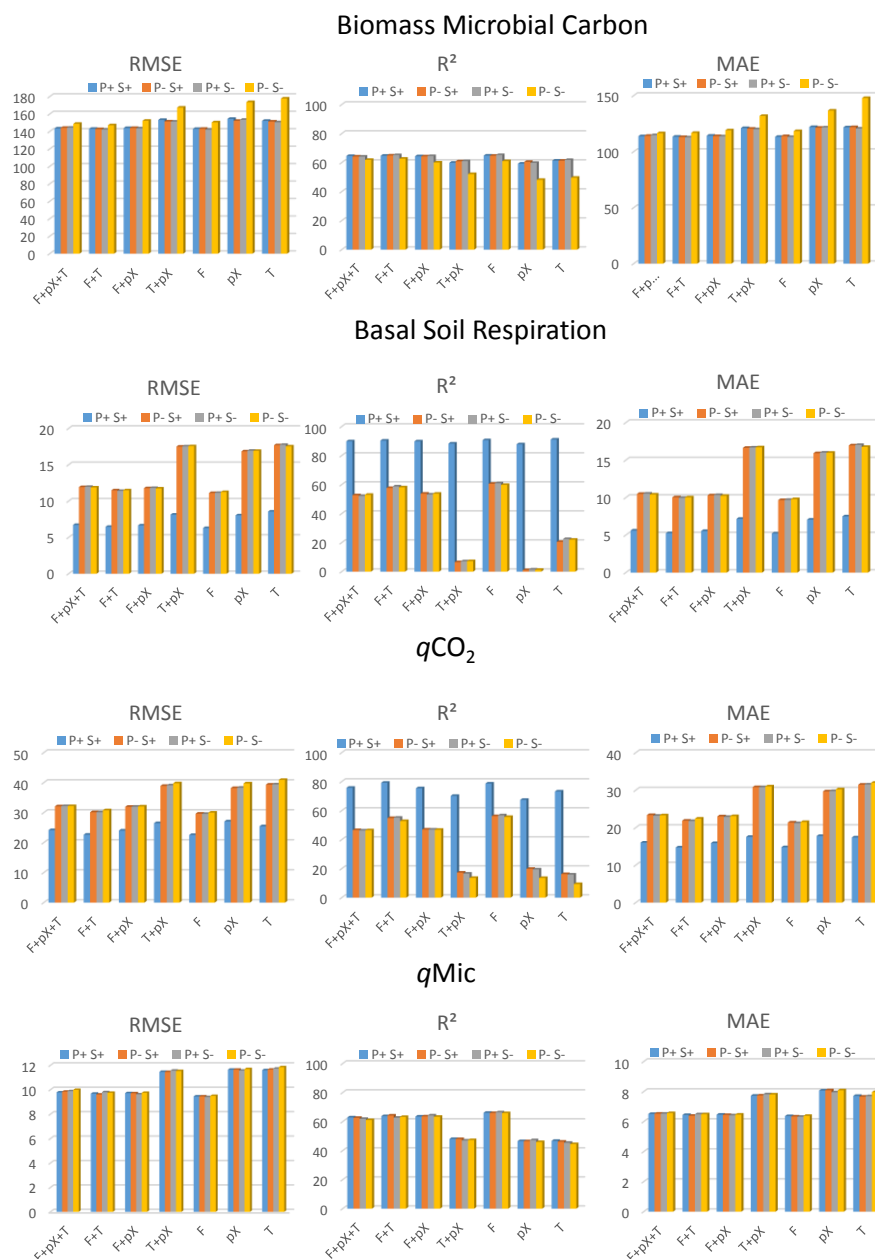 Biomass Microbial Carbon
RMSE
P+ S+ P- S+ P+ S- P- S-
180
160
140
120
100
80
60
40
20
0
F+pX+T F+T F+pX T+pX F pX T
R²
P+ S+ P- S+ P+ S- P- S-
100
80
60
40
20
0
F+pX+T F+T F+pX T+pX F pX T
MAE
P+ S+ P- S+ P+ S- P- S-
150
100
50
0
F+p... F+T F+pX T+pX F pX T
Basal Soil Respiration
RMSE
P+ S+ P- S+ P+ S- P- S-
20
15
10
5
0
F+pX+T F+T F+pX T+pX F pX T
R²
P+ S+ P- S+ P+ S- P- S-
100
80
60
40
20
0
F+pX+T F+T F+pX T+pX F pX T
MAE
P+ S+ P- S+ P+ S- P- S-
20
15
10
5
0
F+pX+T F+T F+pX T+pX F pX T
qCO₂
RMSE
P+ S+ P- S+ P+ S- P- S-
50
40
30
20
10
0
F+pX+T F+T F+pX T+pX F pX T
R²
P+ S+ P- S+ P+ S- P- S-
100
80
60
40
20
0
F+pX+T F+T F+pX T+pX F pX T
MAE
P+ S+ P- S+ P+ S- P- S-
40
30
20
10
0
F+pX+T F+T F+pX T+pX F pX T
qMic
RMSE
P+ S+ P- S+ P+ S- P- S-
12
10
8
6
4
2
0
F+pX+T F+T F+pX T+pX F pX T
R²
P+ S+ P- S+ P+ S- P- S-
100
80
60
40
20
0
F+pX+T F+T F+pX T+pX F pX T
MAE
P+ S+ P- S+ P+ S- P- S-
10
8
6
4
2
0
F+pX+T F+T F+pX T+pX F pX T